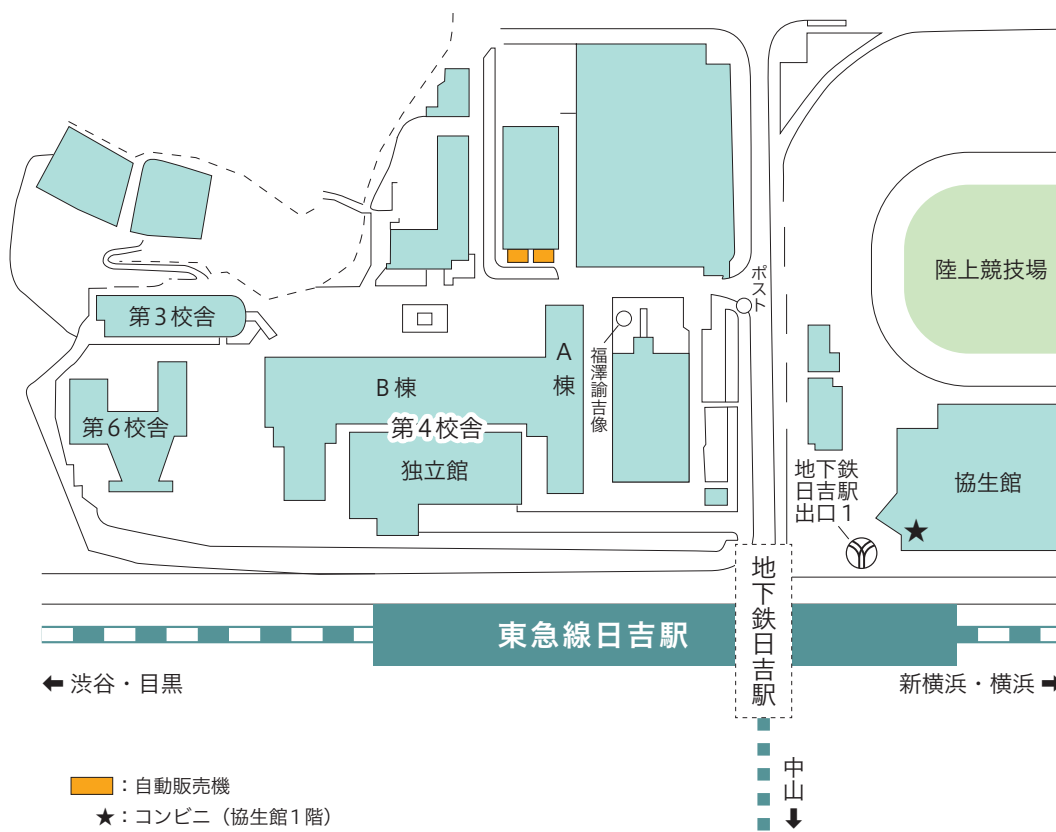 ポスト
陸上競技場
第3校舎
A棟
B棟
福澤諭吉像
第6校舎
第4校舎
独立館
地下鉄
日吉駅
出口1
協生館
★
地下鉄日吉駅
東急線日吉駅
← 渋谷・目黒
新横浜・横浜 →
中山 ↓
：自動販売機
★：コンビニ（協生館1階）